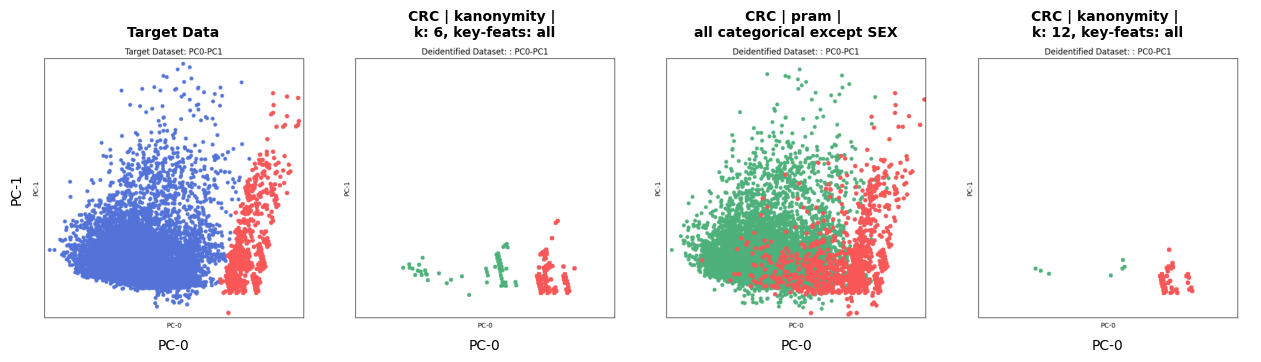 Target Data
Target Dataset: PC0-PC1
PC-1
PC-1
PC-0
PC-0
CRC | kanonymity |
k: 6, key-feats: all
Deidentified Dataset: : PC0-PC1
PC-1
PC-0
PC-0
CRC | pram |
all categorical except SEX
Deidentified Dataset: : PC0-PC1
PC-1
PC-0
PC-0
CRC | kanonymity |
k: 12, key-feats: all
Deidentified Dataset: : PC0-PC1
PC-1
PC-0
PC-0